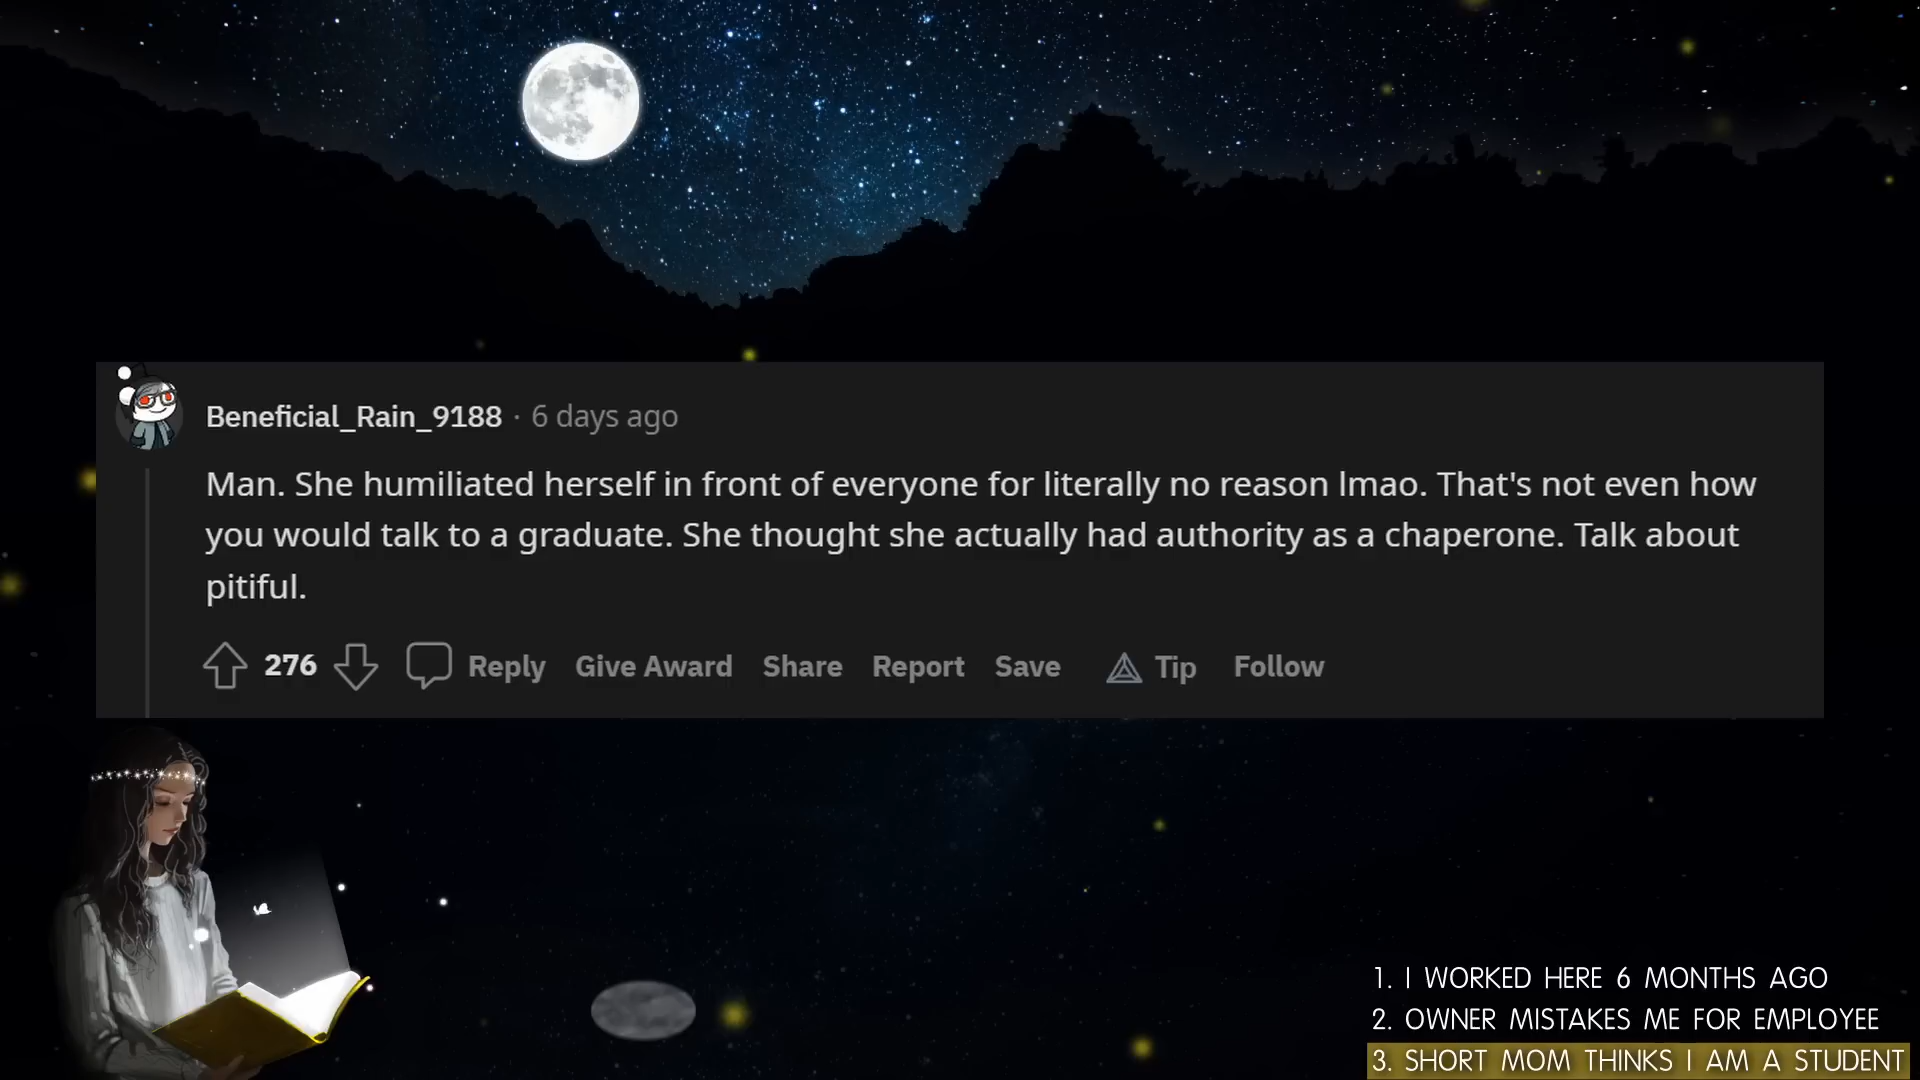 Beneficial_Rain_9188 · 6 days ago
Man. She humiliated herself in front of everyone for literally no reason lmao. That's not even how
you would talk to a graduate. She thought she actually had authority as a chaperone. Talk about
pitiful.
276 Reply Give Award Share Report Save Tip Follow
1. I WORKED HERE 6 MONTHS AGO
2. OWNER MISTAKES ME FOR EMPLOYEE
3. SHORT MOM THINKS I AM A STUDENT